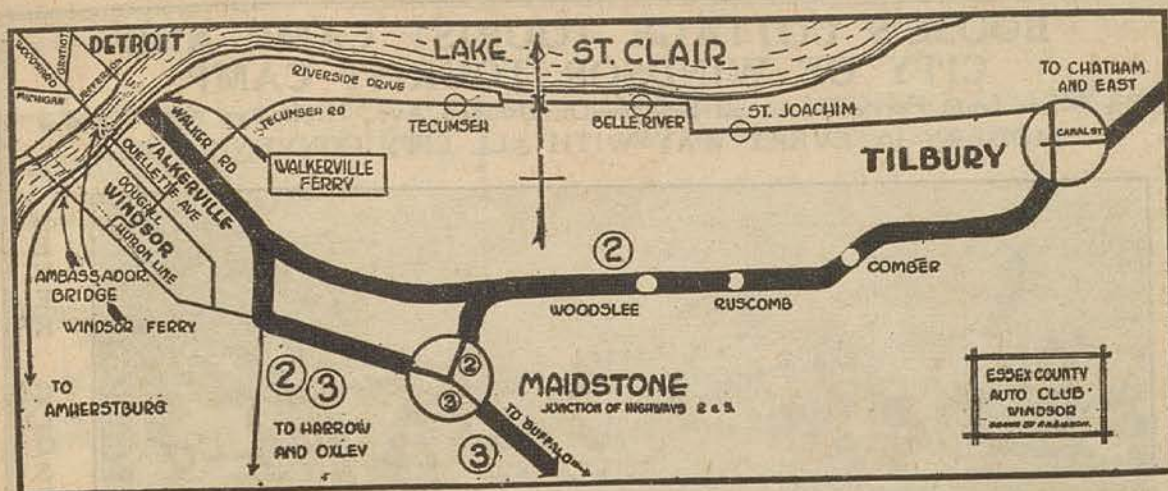 DETROIT
LAKE ST. CLAIR
WOODWARD
GRATIOT
JEFFERSON
MICHIGAN
RIVERSIDE DRIVE
TECUMSEH RD
TECUMSEH
BELLE RIVER
ST. JOACHIM
TO CHATHAM
AND EAST
CANAL ST.
TILBURY
WALKER RD
WALKERVILLE
WALKERVILLE
FERRY
OUELLETTE AVE
DOUGALL
WINDSOR
HURON LINE
AMBASSADOR
BRIDGE
WINDSOR FERRY
2
WOODSLEE
RUSCOMB
COMBER
TO
AMHERSTBURG
2 3
TO HARROW
AND OXLEY
2
3
MAIDSTONE
JUNCTION OF HIGHWAYS 2 & 3.
TO BUFFALO
3
ESSEX COUNTY
AUTO CLUB
WINDSOR